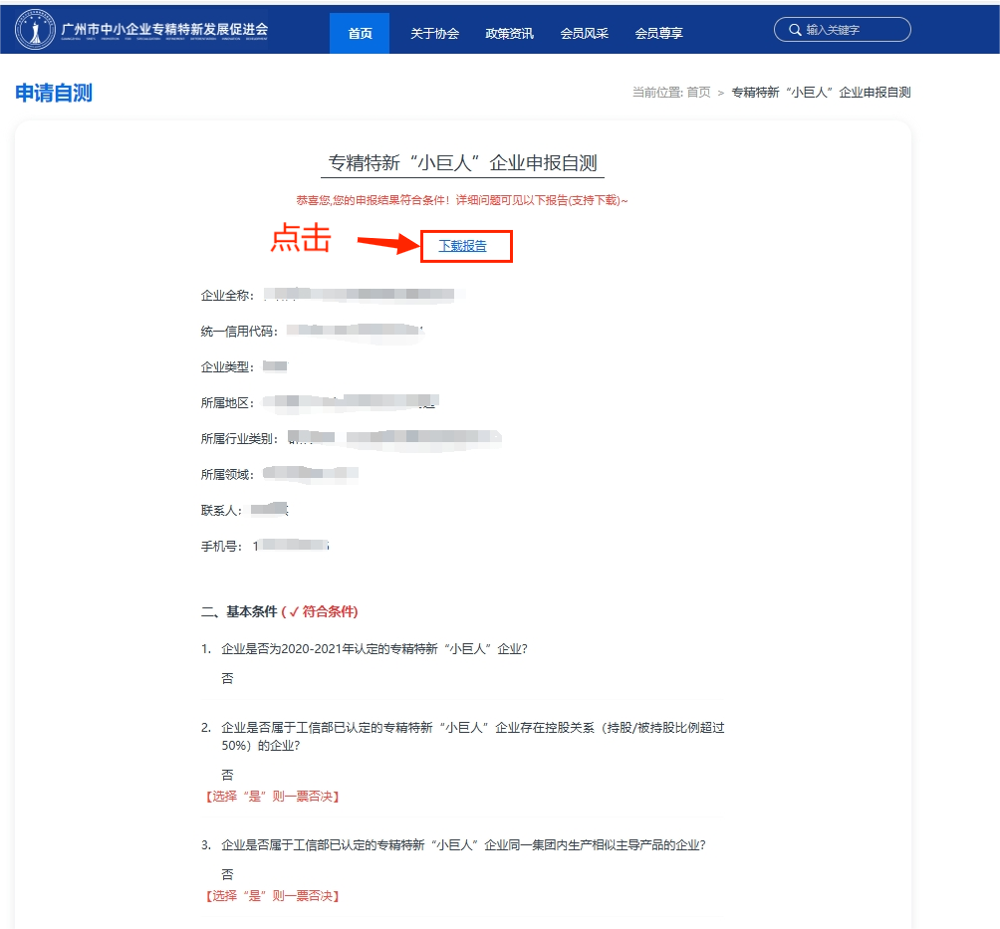 广州市中小企业专精特新发展促进会
首页
关于协会
政策资讯
会员风采
会员尊享
输入关键字
申请自测
当前位置: 首页 > 专精特新“小巨人”企业申报自测
专精特新“小巨人”企业申报自测
恭喜您,您的申报结果符合条件！详细问题可见以下报告(支持下载)~
点击
下载报告
企业全称：
统一信用代码：
企业类型：
所属地区：
所属行业类别：
所属领域：
联系人：
手机号： 1
二、基本条件 ( ✓ 符合条件)
1. 企业是否为2020-2021年认定的专精特新“小巨人”企业？
否
2. 企业是否属于工信部已认定的专精特新“小巨人”企业存在控股关系（持股/被持股比例超过
50%）的企业？
否
【选择“是”则一票否决】
3. 企业是否属于工信部已认定的专精特新“小巨人”企业同一集团内生产相似主导产品的企业？
否
【选择“是”则一票否决】